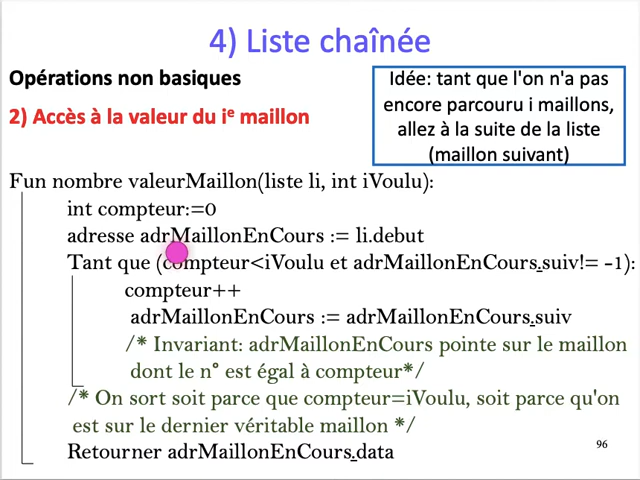 4) Liste chaînée
Opérations non basiques
2) Accès à la valeur du iᵉ maillon
Idée: tant que l'on n'a pas
encore parcouru i maillons,
allez à la suite de la liste
(maillon suivant)
Fun nombre valeurMaillon(liste li, int iVoulu):
int compteur:=0
adresse adrMaillonEnCours := li.debut
Tant que (compteur<iVoulu et adrMaillonEnCours.suiv!= -1):
compteur++
adrMaillonEnCours := adrMaillonEnCours.suiv
/* Invariant: adrMaillonEnCours pointe sur le maillon
dont le n° est égal à compteur*/
/* On sort soit parce que compteur=iVoulu, soit parce qu'on
est sur le dernier véritable maillon */
Retourner adrMaillonEnCours.data
96